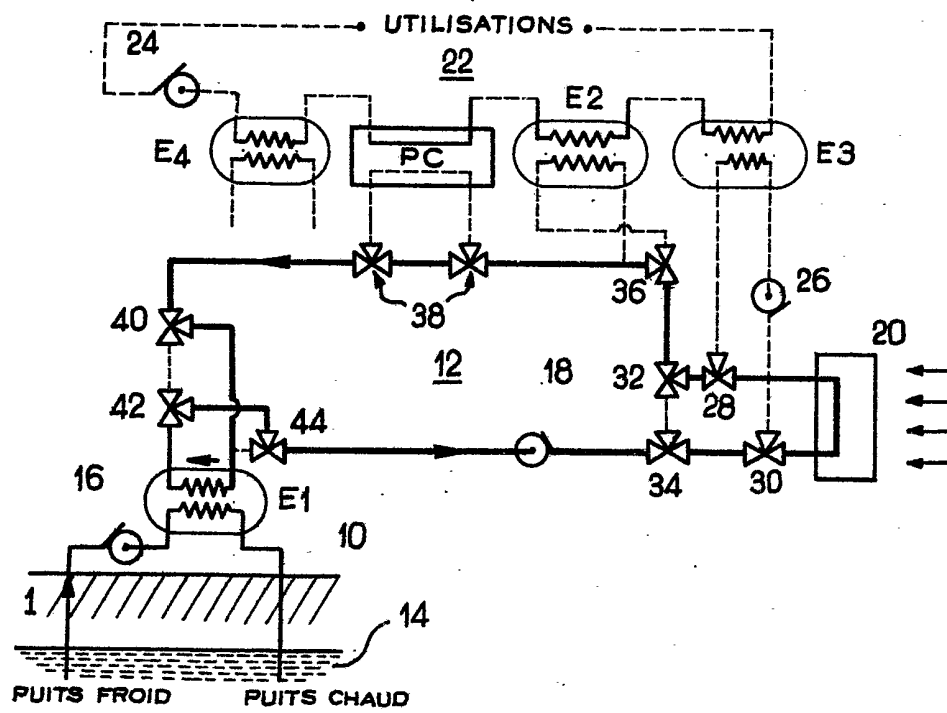 UTILISATIONS
24
22
E2
E4
PC
E3
26
36
38
40
20
12
18
32
28
42
44
34
30
16
E1
10
1
14
PUITS FROID
PUITS CHAUD